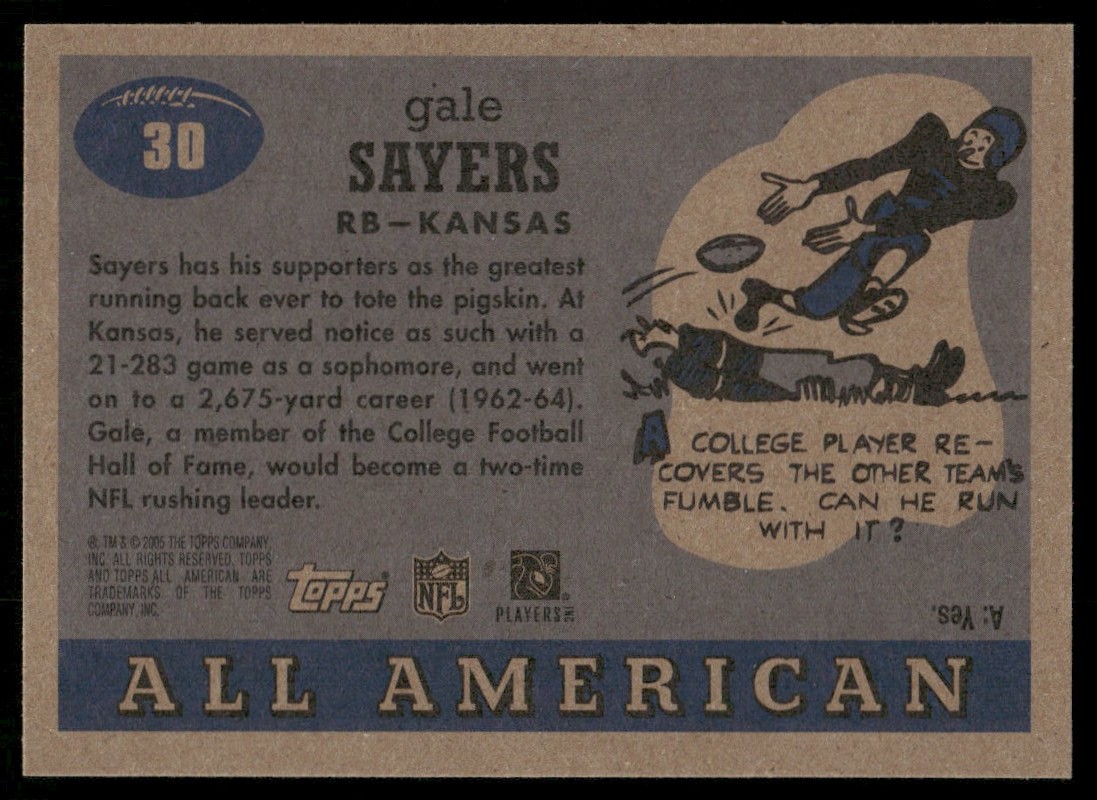 30
gale
SAYERS
RB–KANSAS
Sayers has his supporters as the greatest
running back ever to tote the pigskin. At
Kansas, he served notice as such with a
21-283 game as a sophomore, and went
on to a 2,675-yard career (1962-64).
Gale, a member of the College Football
Hall of Fame, would become a two-time
NFL rushing leader.
A COLLEGE PLAYER RE-
COVERS THE OTHER TEAM'S
FUMBLE. CAN HE RUN
WITH IT?
A: Yes.
®, TM & © 2005 THE TOPPS COMPANY,
INC. ALL RIGHTS RESERVED. TOPPS
AND TOPPS ALL AMERICAN ARE
TRADEMARKS OF THE TOPPS
COMPANY, INC.
topps
NFL
PLAYERS INC
ALL AMERICAN